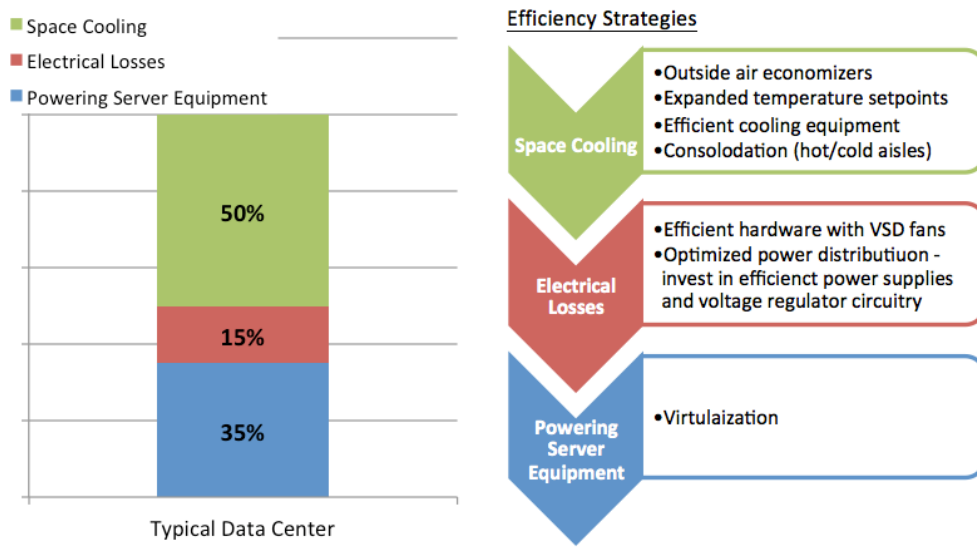 Space Cooling
Electrical Losses
Powering Server Equipment
50%
15%
35%
Typical Data Center
Efficiency Strategies
Space Cooling
•Outside air economizers
•Expanded temperature setpoints
•Efficient cooling equipment
•Consolodation (hot/cold aisles)
Electrical
Losses
•Efficient hardware with VSD fans
•Optimized power distributiuon -
invest in efficienct power supplies
and voltage regulator circuitry
Powering
Server
Equipment
•Virtulaization